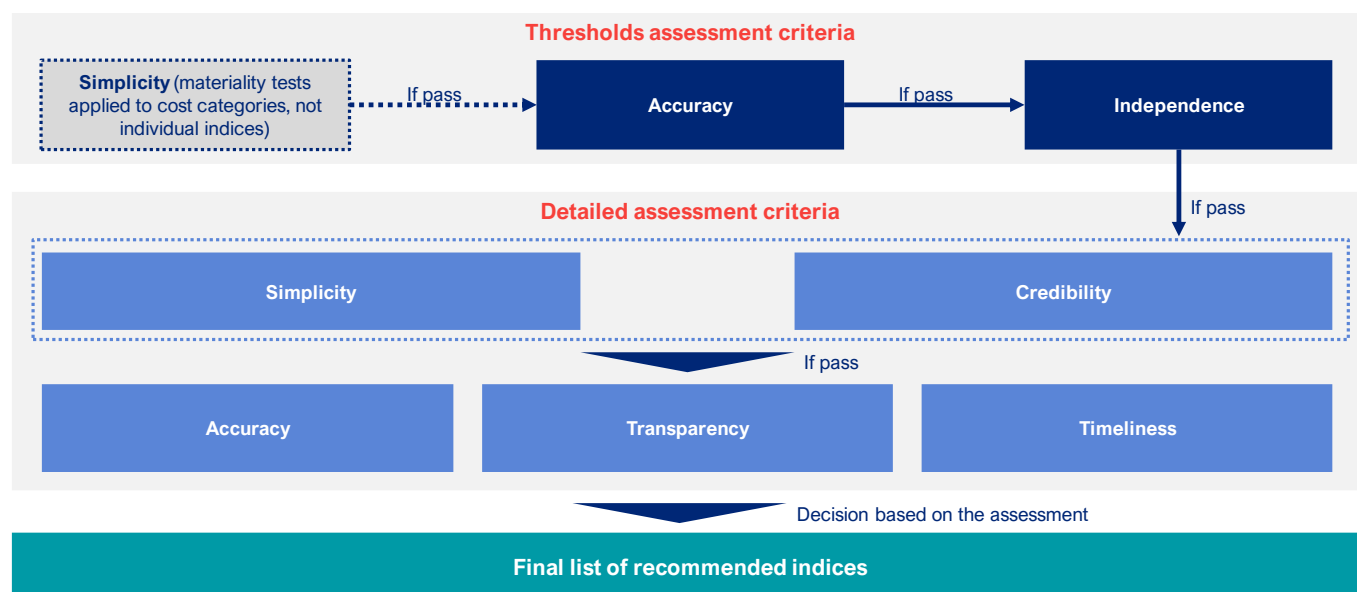 Thresholds assessment criteria
Simplicity (materiality tests
applied to cost categories, not
individual indices)
If pass
Accuracy
If pass
Independence
If pass
Detailed assessment criteria
Simplicity
Credibility
If pass
Accuracy
Transparency
Timeliness
Decision based on the assessment
Final list of recommended indices